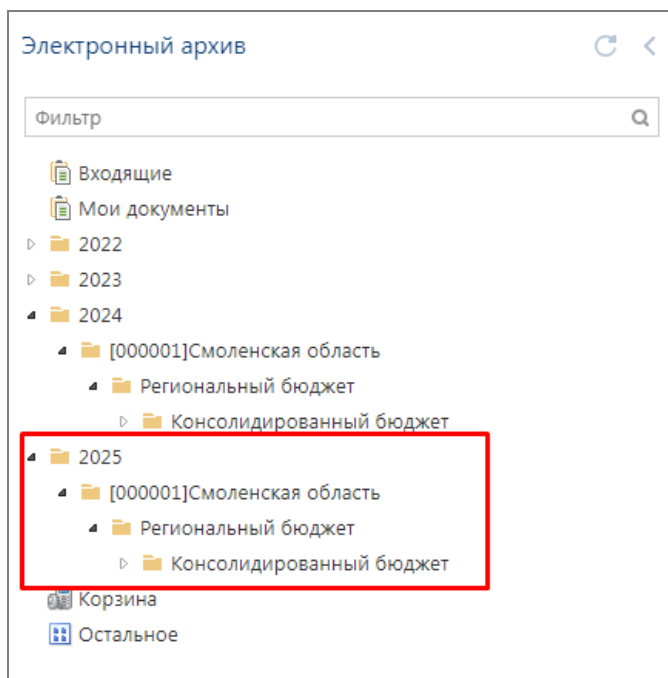 Электронный архив
Фильтр
Входящие
Мои документы
2022
2023
2024
[000001]Смоленская область
Региональный бюджет
Консолидированный бюджет
2025
[000001]Смоленская область
Региональный бюджет
Консолидированный бюджет
Корзина
Остальное